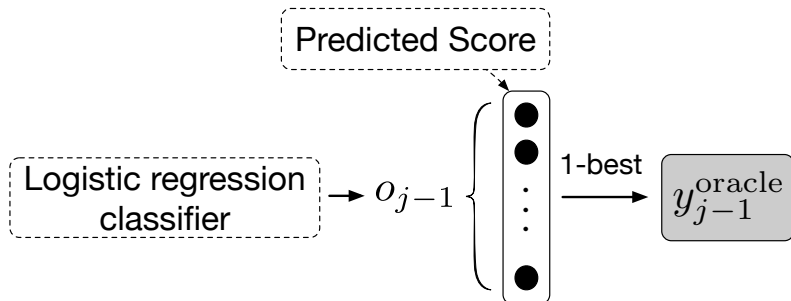 Predicted Score
1-best
Logistic regression
classifier
o_{j-1}
y_{j-1}^{oracle}